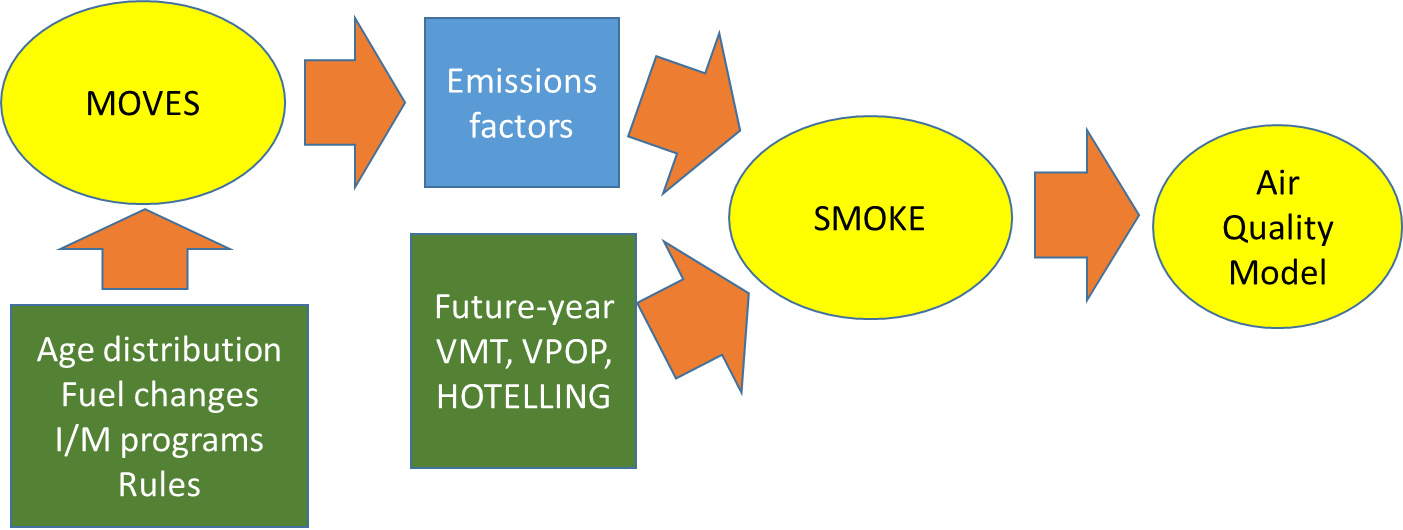 MOVES
Emissions
factors
SMOKE
Air
Quality
Model
Future-year
VMT, VPOP,
HOTELLING
Age distribution
Fuel changes
I/M programs
Rules